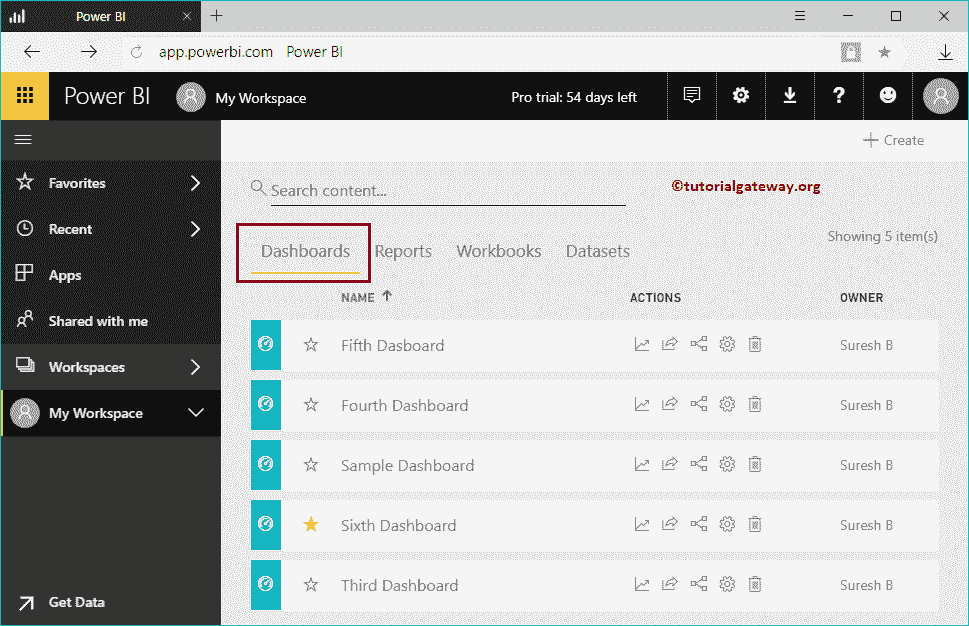 Power BI
app.powerbi.com Power BI
Power BI My Workspace Pro trial: 54 days left ?
Create
Favorites
Recent
Apps
Shared with me
Workspaces
My Workspace
Get Data
Search content...
©tutorialgateway.org
Dashboards Reports Workbooks Datasets
Showing 5 item(s)
NAME ACTIONS OWNER
Fifth Dasboard Suresh B
Fourth Dashboard Suresh B
Sample Dashboard Suresh B
Sixth Dashboard Suresh B
Third Dashboard Suresh B